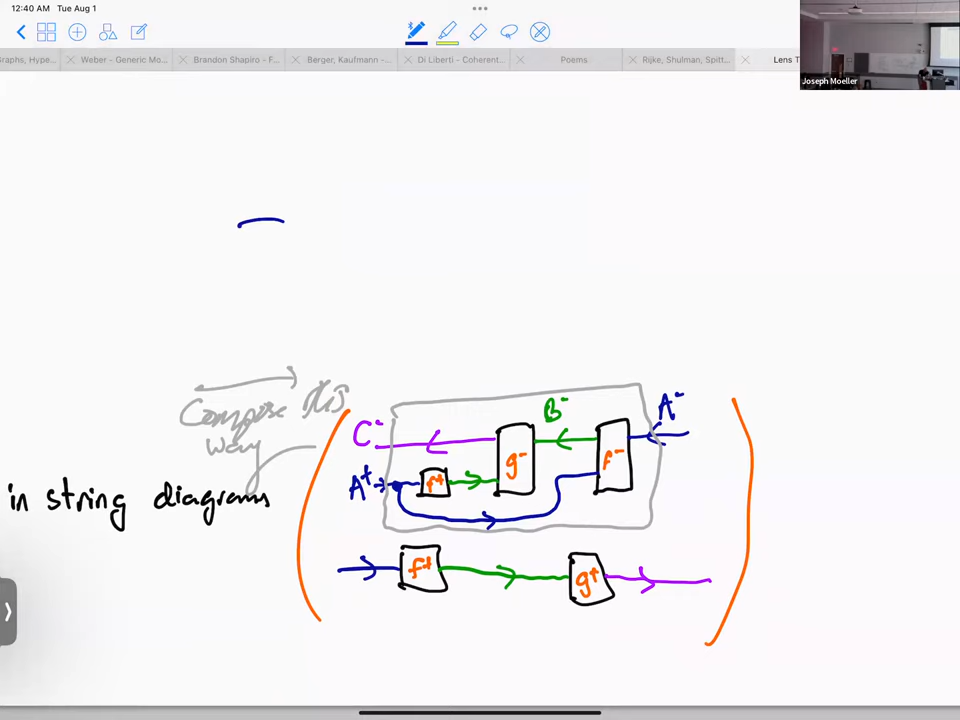 12:40 AM Tue Aug 1
raphs, Hype...
Weber - Generic Mo...
Brandon Shapiro - F...
Berger, Kaufmann -...
Di Liberti - Coherent...
Poems
Rijke, Shulman, Spitt...
Lens T
Joseph Moeller
Compose this
way
C⁻
B⁻
A⁻
g⁻
f⁻
A⁺
f⁺
in string diagrams
f⁺
g⁺